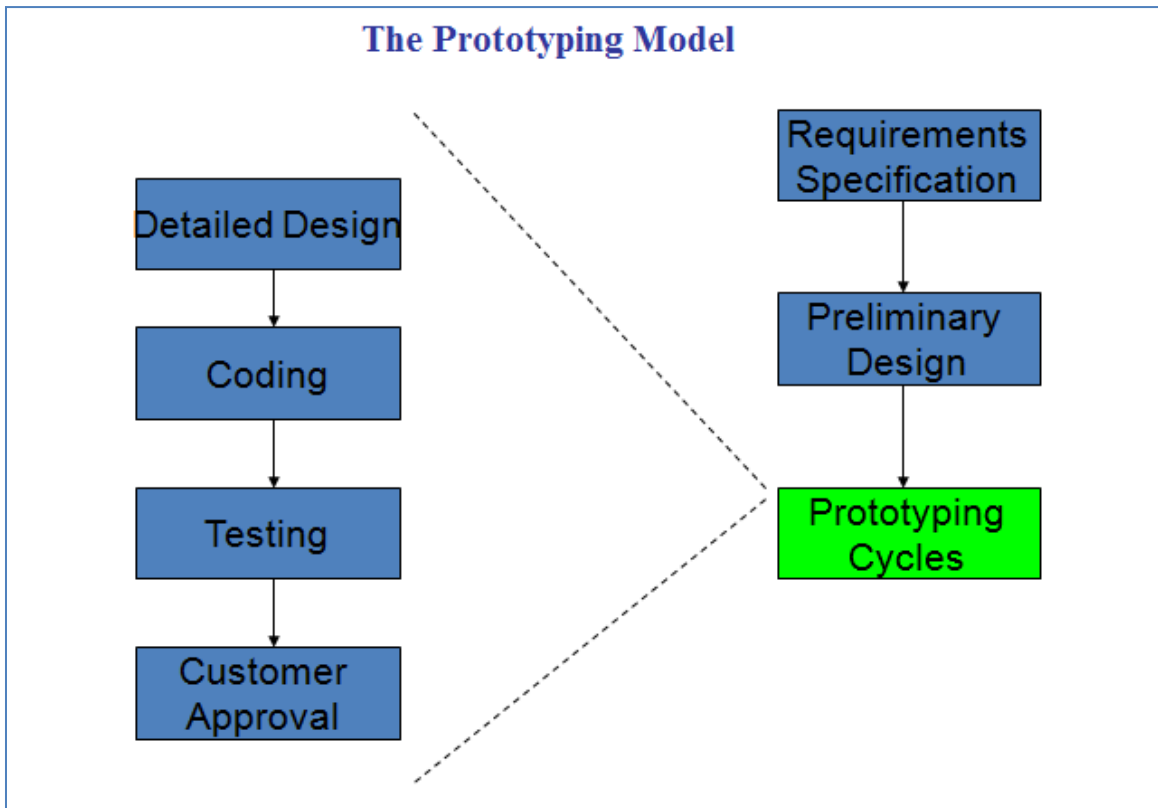 The Prototyping Model
Detailed Design
Coding
Testing
Customer
Approval
Requirements
Specification
Preliminary
Design
Prototyping
Cycles